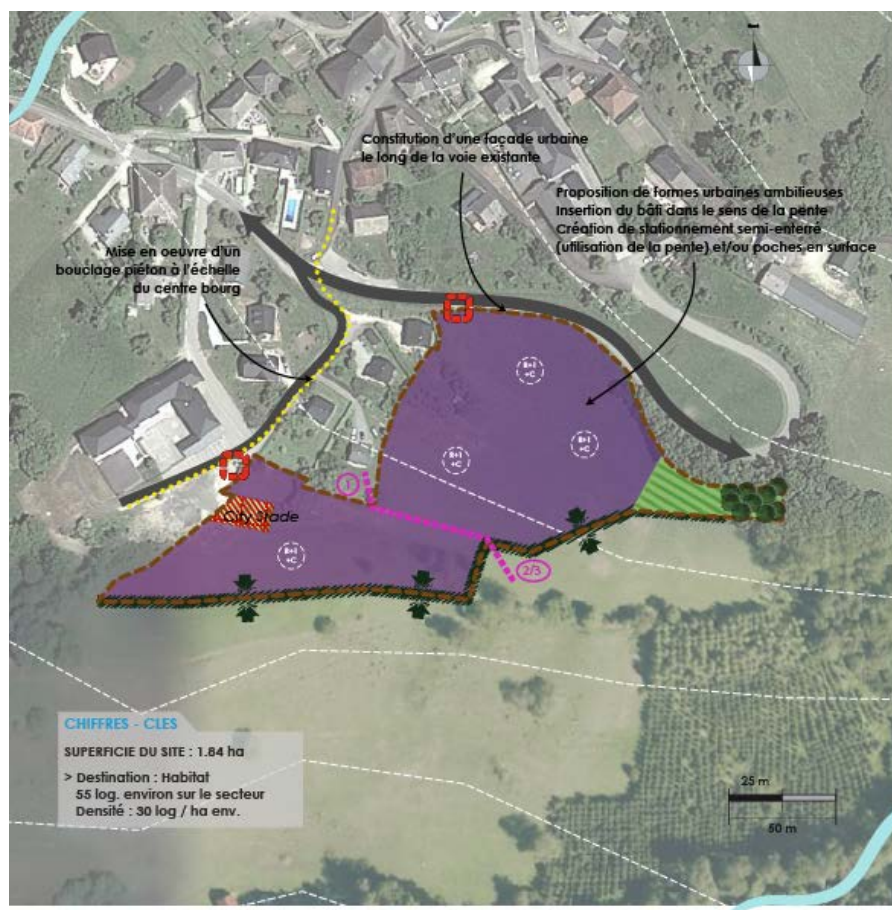 Constitution d'une façade urbaine
le long de la voie existante
Proposition de formes urbaines ambitieuses
Insertion du bâti dans le sens de la pente
Création de stationnement semi-enterré
(utilisation de la pente) et/ou poches en surface
Mise en oeuvre d'un
bouclage piéton à l'échelle
du centre bourg
R+1
+C
R+1
+C
R+1
+C
1
City Stade
R+1
+C
2/3
CHIFFRES - CLES
SUPERFICIE DU SITE : 1.84 ha
> Destination : Habitat
55 log. environ sur le secteur
Densité : 30 log / ha env.
25 m
50 m